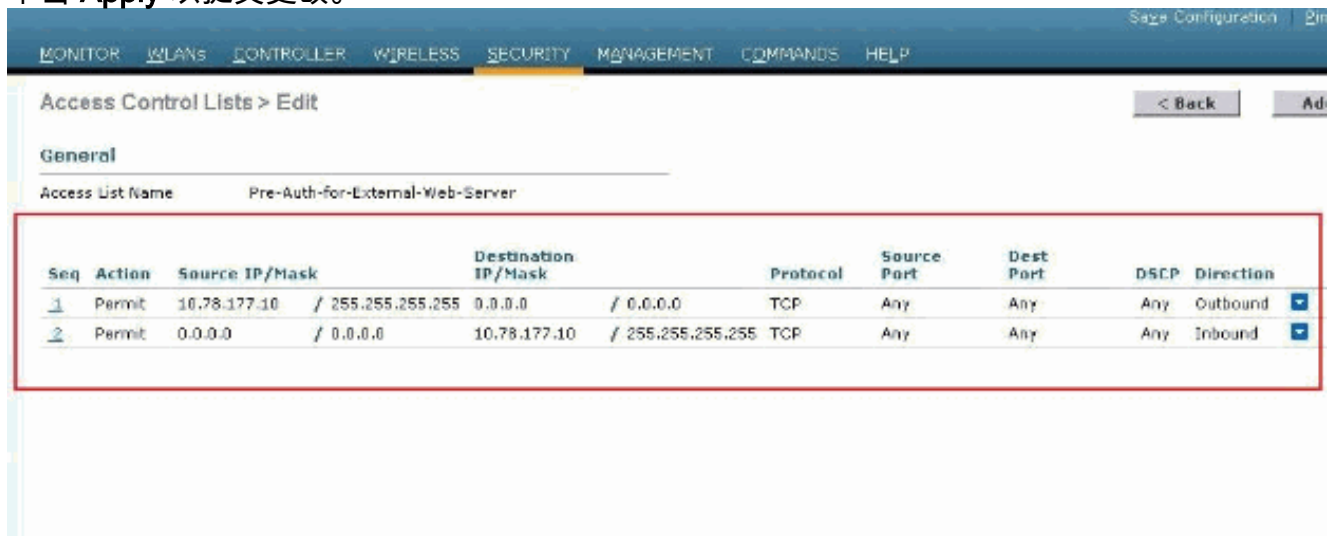 Apply
Save Configuration
MONITOR WLANs CONTROLLER WIRELESS SECURITY MANAGEMENT COMMANDS HELP
Access Control Lists > Edit < Back
General
Access List Name Pre-Auth-for-External-Web-Server
Seq Action Source IP/Mask Destination IP/Mask Protocol Source Port Dest Port DSCP Direction
1 Permit 10.78.177.10 / 255.255.255.255 0.0.0.0 / 0.0.0.0 TCP Any Any Any Outbound
2 Permit 0.0.0.0 / 0.0.0.0 10.78.177.10 / 255.255.255.255 TCP Any Any Any Inbound